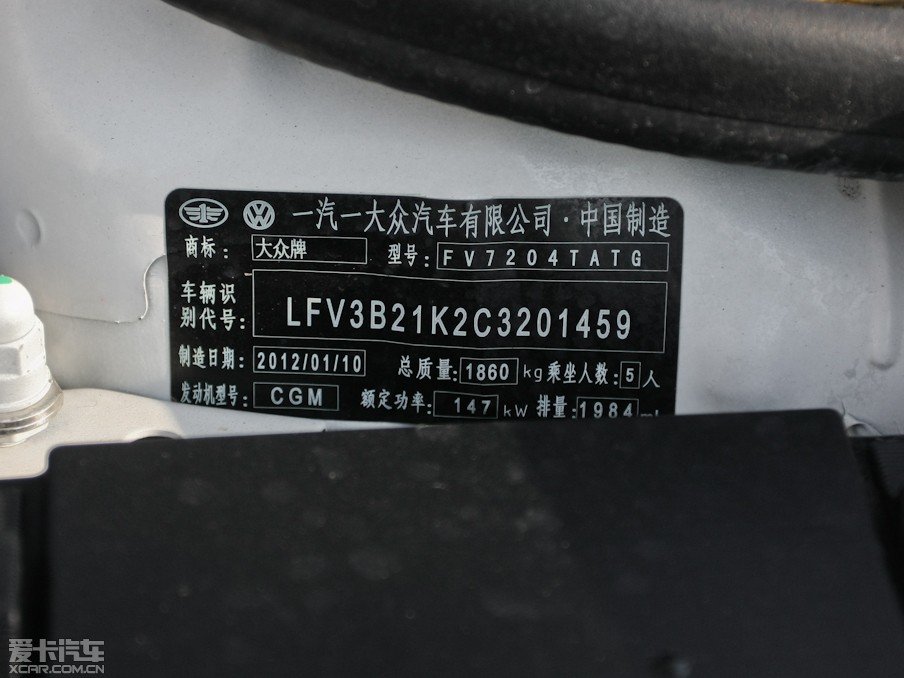 一汽一大众汽车有限公司·中国制造
商标: 大众牌 型号: FV7204TATG
车辆识
别代号: LFV3B21K2C3201459
制造日期: 2012/01/10 总质量: 1860 kg 乘坐人数: 5 人
发动机型号: CGM 额定功率: 147 kW 排量: 1984
爱卡汽车
XCAR.COM.CN